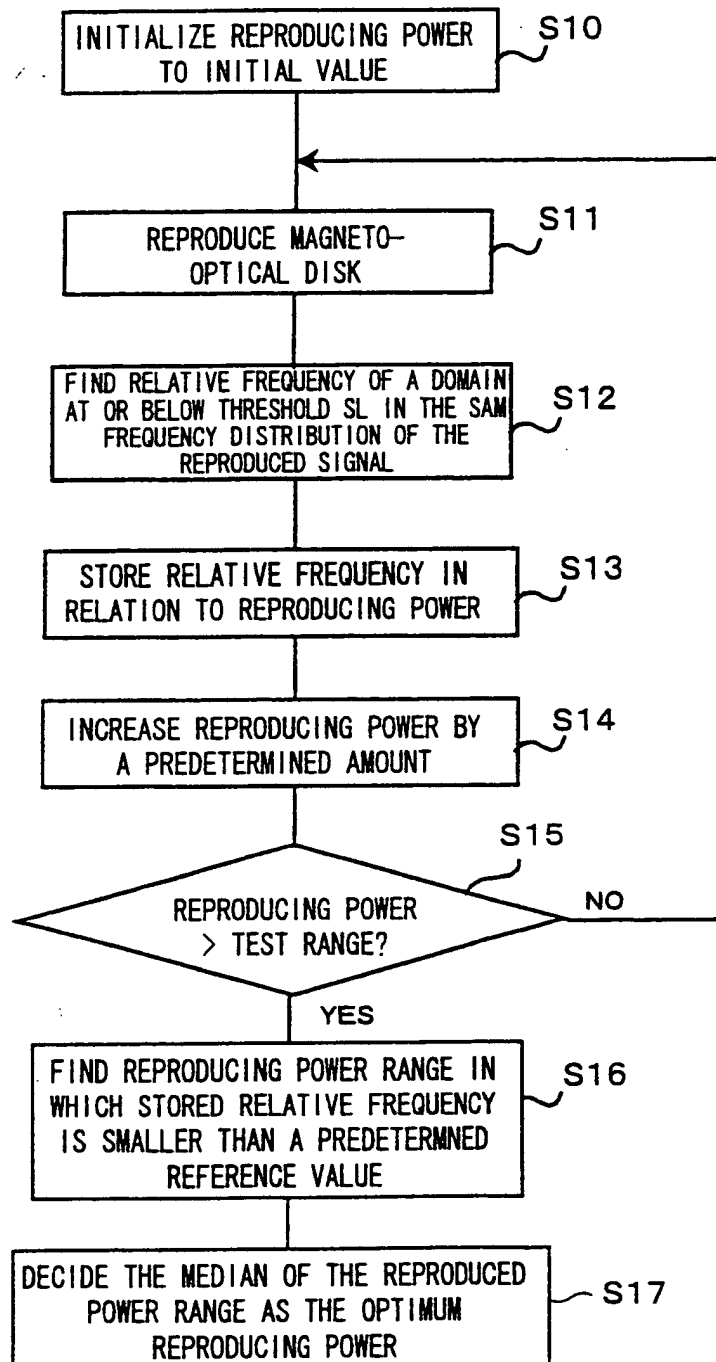 INITIALIZE REPRODUCING POWER
TO INITIAL VALUE
S10
REPRODUCE MAGNETO-
OPTICAL DISK
S11
FIND RELATIVE FREQUENCY OF A DOMAIN
AT OR BELOW THRESHOLD SL IN THE SAM
FREQUENCY DISTRIBUTION OF THE
REPRODUCED SIGNAL
S12
STORE RELATIVE FREQUENCY IN
RELATION TO REPRODUCING POWER
S13
INCREASE REPRODUCING POWER BY
A PREDETERMINED AMOUNT
S14
S15
REPRODUCING POWER
> TEST RANGE?
NO
YES
FIND REPRODUCING POWER RANGE IN
WHICH STORED RELATIVE FREQUENCY
IS SMALLER THAN A PREDETERMNED
REFERENCE VALUE
S16
DECIDE THE MEDIAN OF THE REPRODUCED
POWER RANGE AS THE OPTIMUM
REPRODUCING POWER
S17